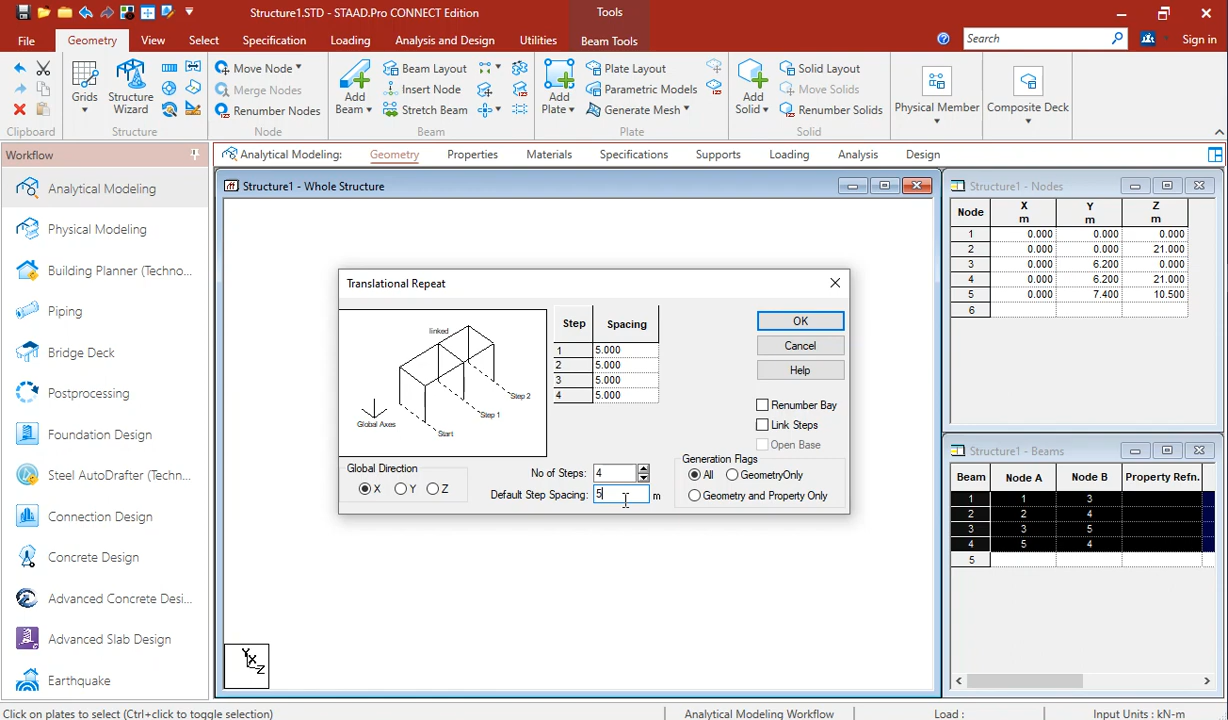 Structure1.STD - STAAD.Pro CONNECT Edition
Tools
File Geometry View Select Specification Loading Analysis and Design Utilities Beam Tools
Search
Sign in
Grids
Structure Wizard
Move Node
Merge Nodes
Renumber Nodes
Add Beam
Beam Layout
Insert Node
Stretch Beam
Add Plate
Plate Layout
Parametric Models
Generate Mesh
Add Solid
Solid Layout
Move Solids
Renumber Solids
Physical Member
Composite Deck
Clipboard Structure Node Beam Plate Solid
Workflow
Analytical Modeling: Geometry Properties Materials Specifications Supports Loading Analysis Design
Analytical Modeling
Physical Modeling
Building Planner (Techno...
Piping
Bridge Deck
Postprocessing
Foundation Design
Steel AutoDrafter (Techn...
Connection Design
Concrete Design
Advanced Concrete Desi...
Advanced Slab Design
Earthquake
Structure1 - Whole Structure
Translational Repeat
linked
Step 2
Step 1
Start
Global Axes
Step Spacing
1 5.000
2 5.000
3 5.000
4 5.000
OK
Cancel
Help
Renumber Bay
Link Steps
Open Base
Global Direction
X Y Z
No of Steps: 4
Default Step Spacing: 5 m
Generation Flags
All GeometryOnly
Geometry and Property Only
Y
X
Z
Structure1 - Nodes
Node X m Y m Z m
1 0.000 0.000 0.000
2 0.000 0.000 21.000
3 0.000 6.200 0.000
4 0.000 6.200 21.000
5 0.000 7.400 10.500
6
Structure1 - Beams
Beam Node A Node B Property Refn.
1 1 3
2 2 4
3 3 5
4 5 4
5
Click on plates to select (Ctrl+click to toggle selection)
Analytical Modeling Workflow
Load :
Input Units : kN-m